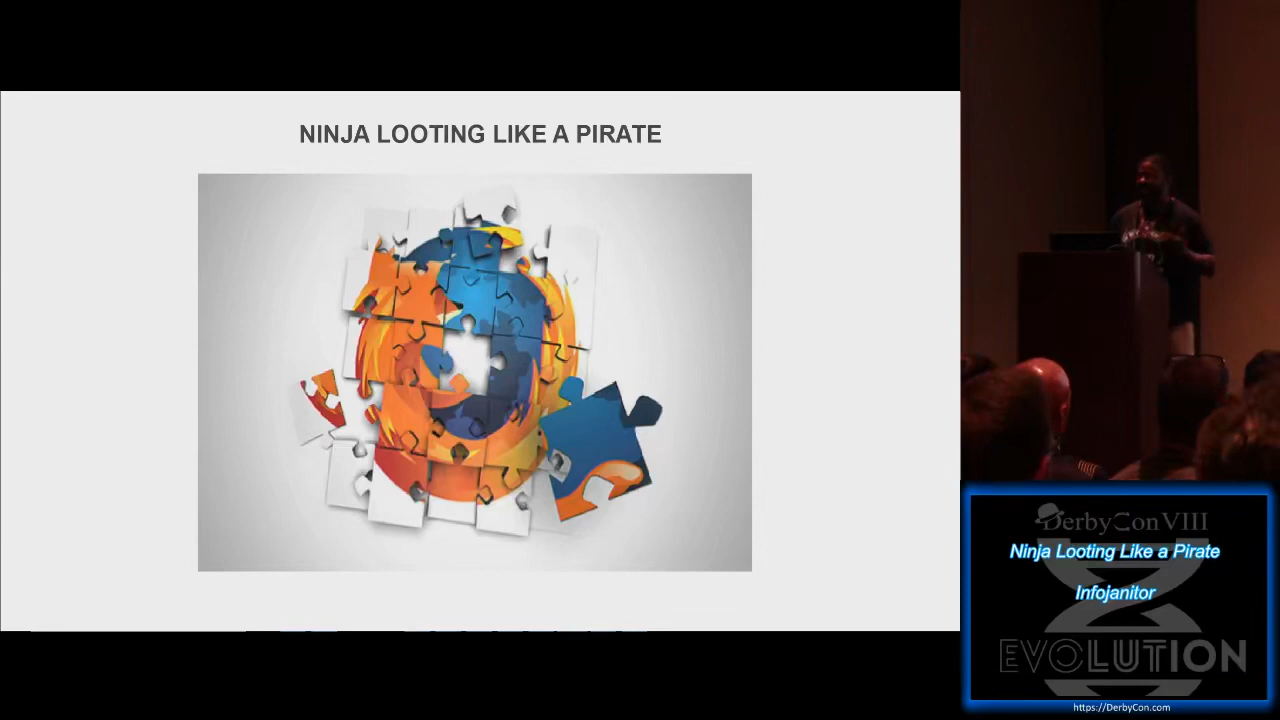 NINJA LOOTING LIKE A PIRATE
DerbyCon VIII
Ninja Looting Like a Pirate
Infojanitor
EVOLUTION
https://DerbyCon.com